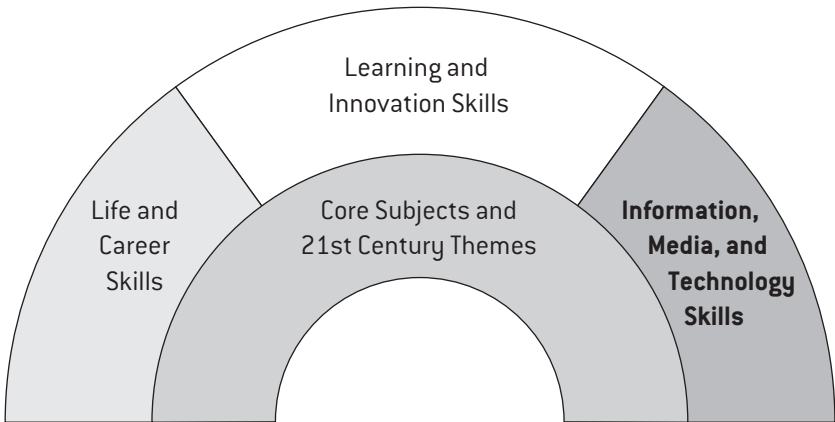 Learning and
Innovation Skills
Life and
Career
Skills
Core Subjects and
21st Century Themes
Information,
Media, and
Technology
Skills